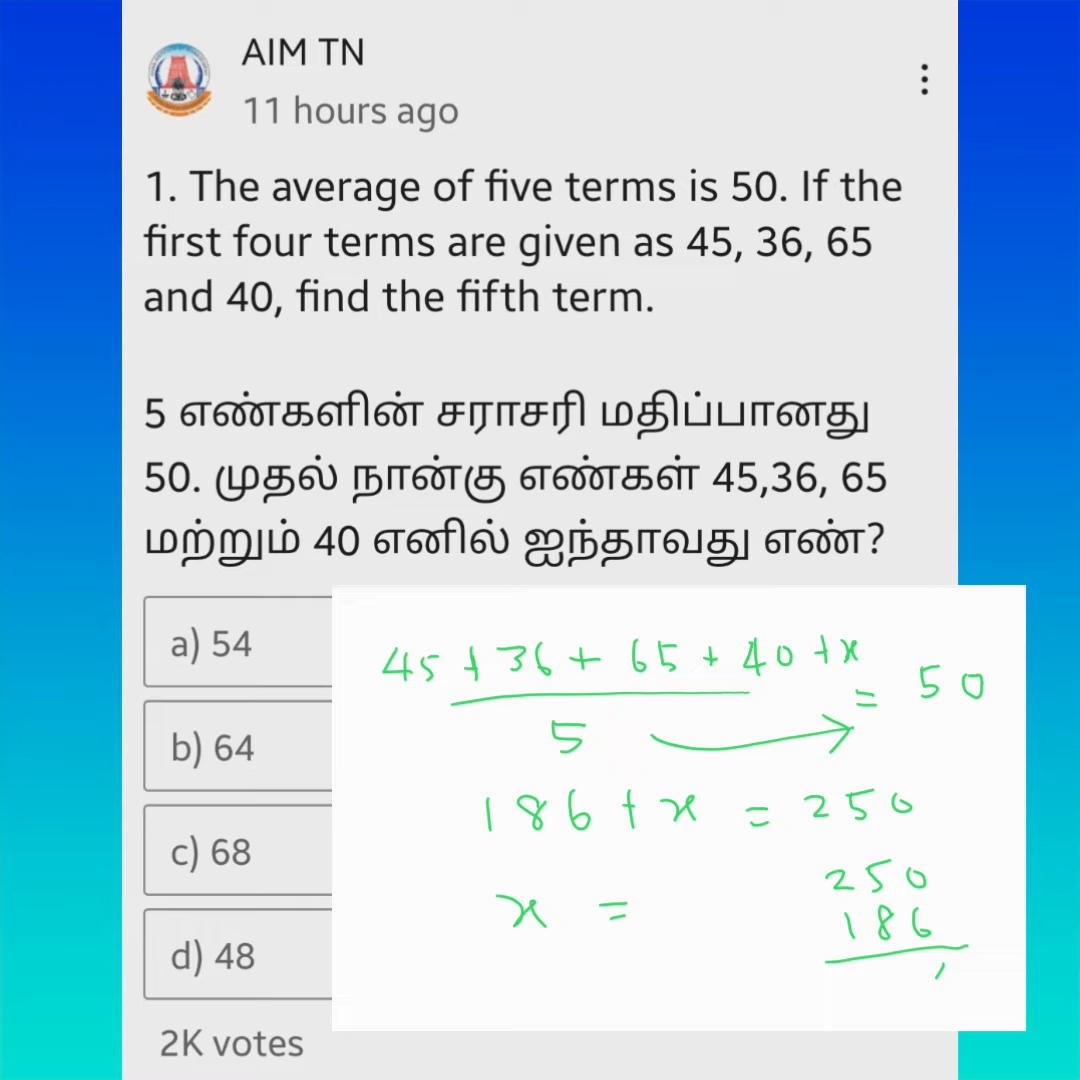 AIM TN
11 hours ago
1. The average of five terms is 50. If the
first four terms are given as 45, 36, 65
and 40, find the fifth term.
5 எண்களின் சராசரி மதிப்பானது
50. முதல் நான்கு எண்கள் 45,36, 65
மற்றும் 40 எனில் ஐந்தாவது எண்?
a) 54
b) 64
c) 68
d) 48
2K votes
45 + 36 + 65 + 40 + x
= 50
5
186 + x = 250
x =
250
186